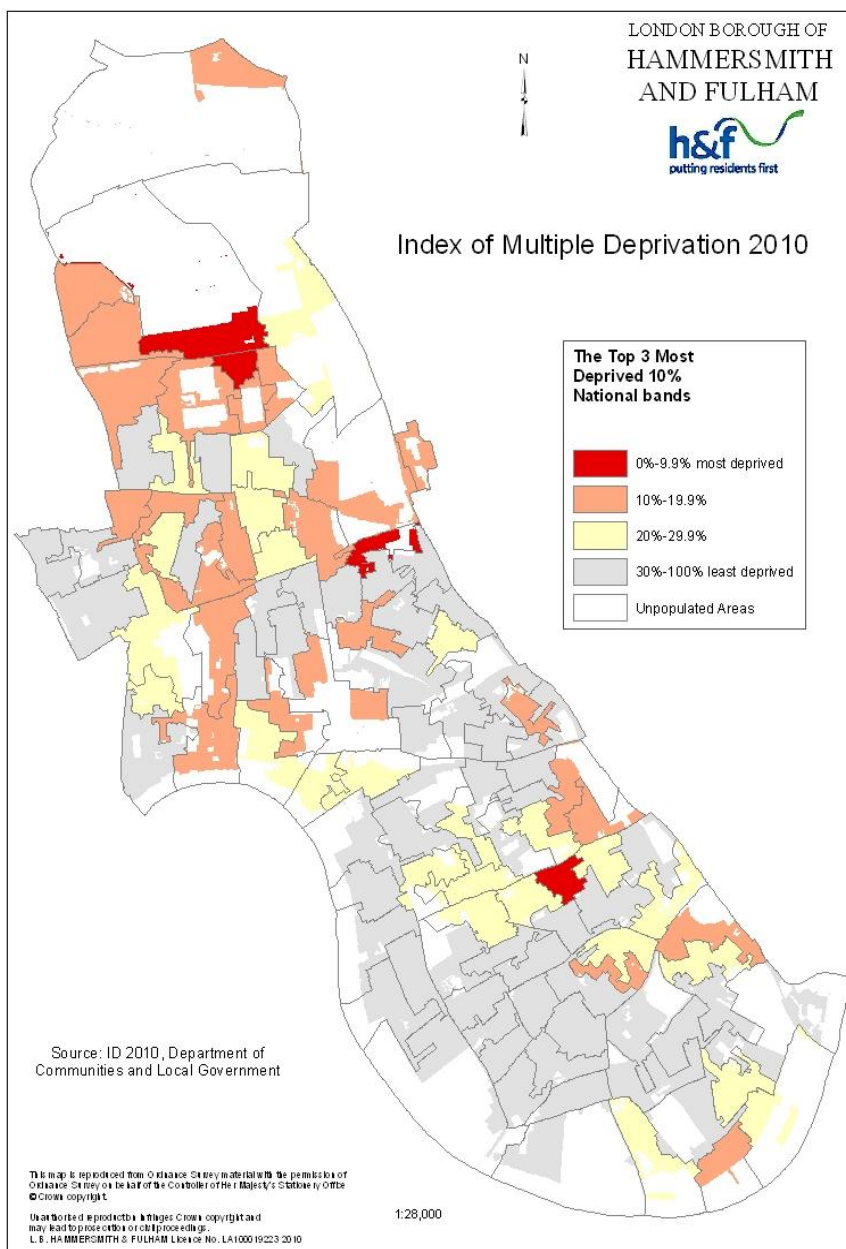 LONDON BOROUGH OF
HAMMERSMITH
AND FULHAM
N
h&f
putting residents first
Index of Multiple Deprivation 2010
The Top 3 Most
Deprived 10%
National bands
0%-9.9% most deprived
10%-19.9%
20%-29.9%
30%-100% least deprived
Unpopulated Areas
Source: ID 2010, Department of
Communities and Local Government
This map is reproduced from Ordnance Survey material with the permission of
Ordnance Survey on behalf of the Controller of Her Majesty's Stationery Office
© Crown copyright.
Unauthorised reproduction infringes Crown copyright and
may lead to prosecution or civil proceedings.
L.B. HAMMERSMITH & FULHAM Licence No. LA100019223 2010
1:28,000